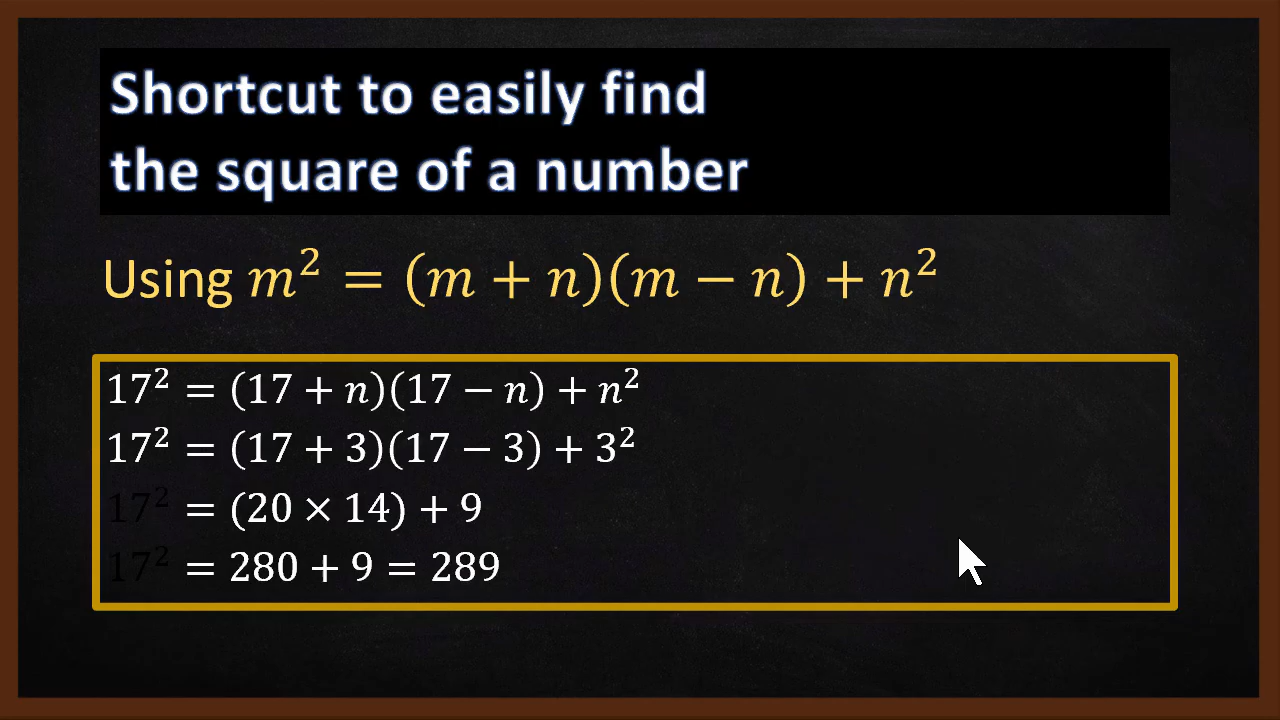 Shortcut to easily find
the square of a number
Using m² = (m + n)(m − n) + n²
17² = (17 + n)(17 − n) + n²
17² = (17 + 3)(17 − 3) + 3²
17² = (20 × 14) + 9
17² = 280 + 9 = 289